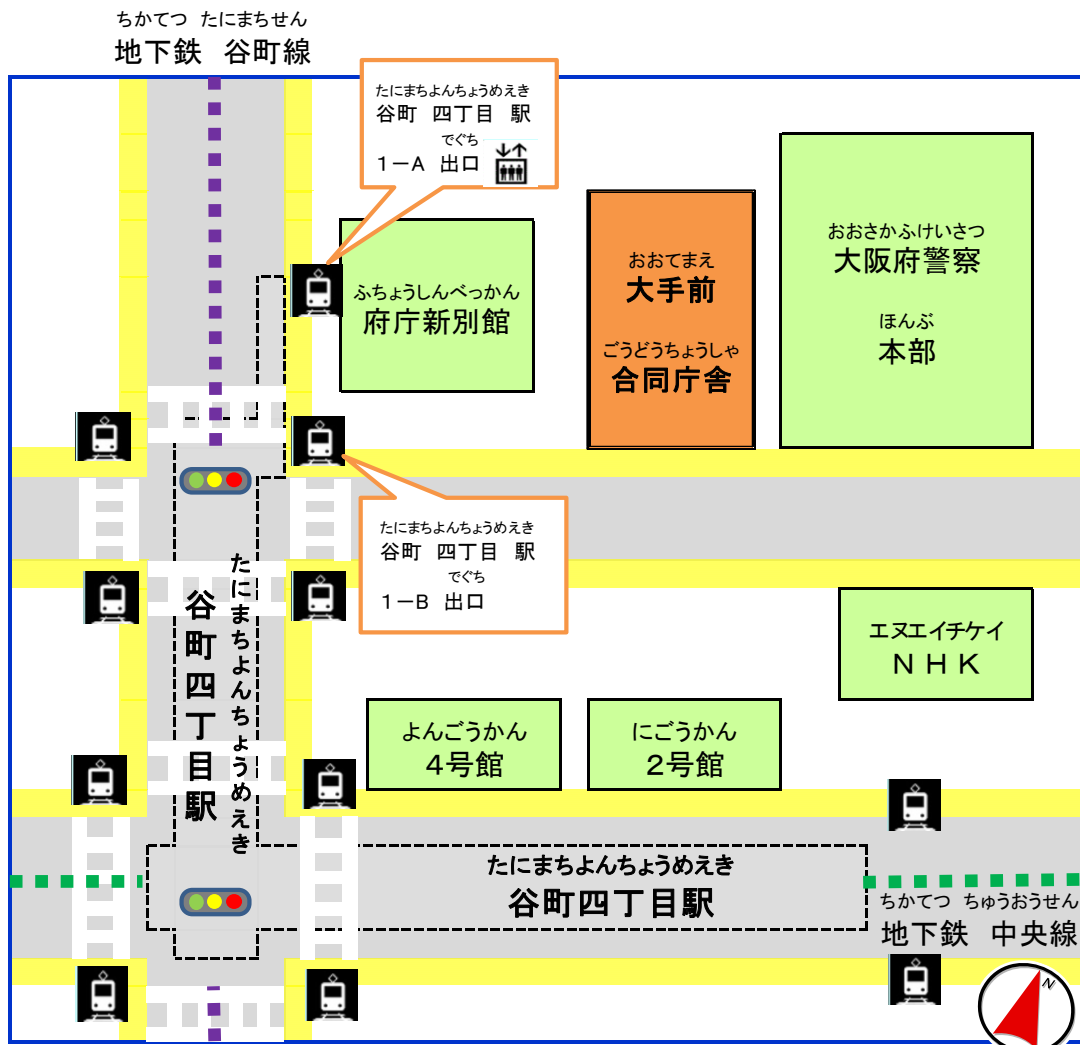 ちかてつ たにまちせん
地下鉄 谷町線
たにまちよんちょうめえき
谷町 四丁目 駅
でぐち
1－A 出口
ふちょうしんべっかん
府庁新別館
おおてまえ
大手前
ごうどうちょうしゃ
合同庁舎
おおさかふけいさつ
大阪府警察
ほんぶ
本部
たにまちよんちょうめえき
谷町 四丁目 駅
でぐち
1－B 出口
たにまちよんちょうめえき
谷町四丁目駅
エヌエイチケイ
ＮＨＫ
よんごうかん
4号館
にごうかん
2号館
たにまちよんちょうめえき
谷町四丁目駅
ちかてつ ちゅうおうせん
地下鉄 中央線
N